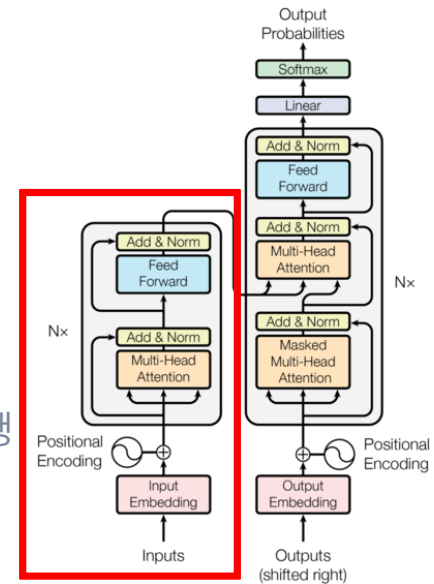 Output
Probabilities
Softmax
Linear
Add & Norm
Feed
Forward
Add & Norm
Multi-Head
Attention
Nx
Add & Norm
Masked
Multi-Head
Attention
Positional
Encoding
Output
Embedding
Outputs
(shifted right)
Add & Norm
Feed
Forward
Nx
Add & Norm
Multi-Head
Attention
Positional
Encoding
Input
Embedding
Inputs